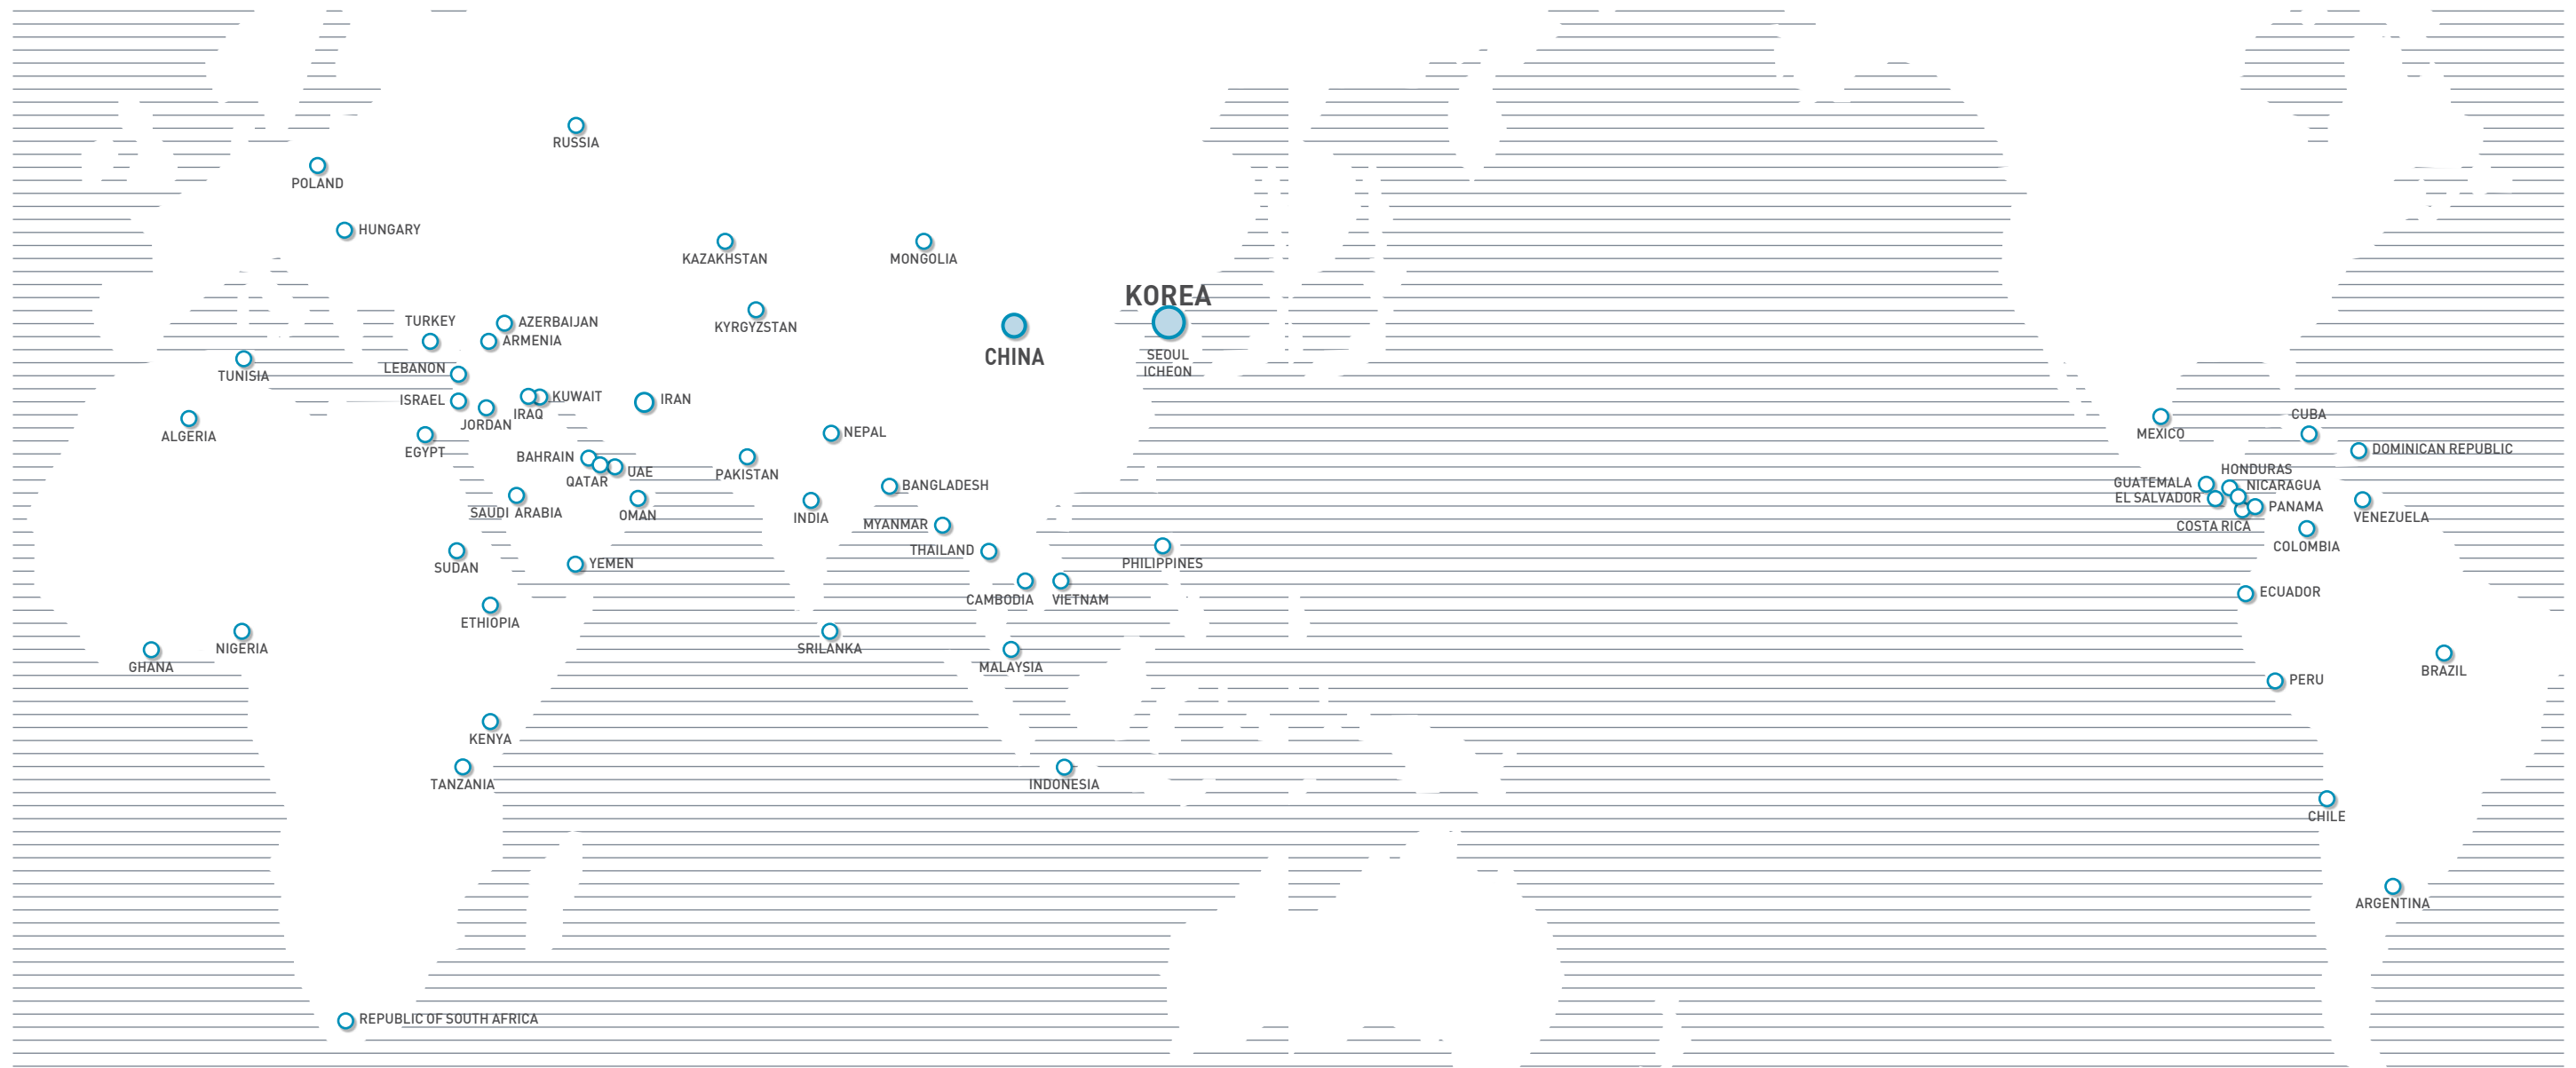 RUSSIA
POLAND
HUNGARY
KAZAKHSTAN
MONGOLIA
KOREA
SEOUL
ICHEON
CHINA
KYRGYZSTAN
TURKEY
AZERBAIJAN
ARMENIA
LEBANON
TUNISIA
ISRAEL
JORDAN
IRAQ
KUWAIT
IRAN
ALGERIA
EGYPT
BAHRAIN
QATAR
UAE
PAKISTAN
NEPAL
SAUDI ARABIA
OMAN
INDIA
BANGLADESH
MYANMAR
THAILAND
PHILIPPINES
SUDAN
YEMEN
CAMBODIA
VIETNAM
ETHIOPIA
NIGERIA
GHANA
SRILANKA
MALAYSIA
KENYA
TANZANIA
INDONESIA
REPUBLIC OF SOUTH AFRICA
MEXICO
CUBA
DOMINICAN REPUBLIC
HONDURAS
GUATEMALA
NICARAGUA
EL SALVADOR
PANAMA
COSTA RICA
VENEZUELA
COLOMBIA
ECUADOR
BRAZIL
PERU
CHILE
ARGENTINA